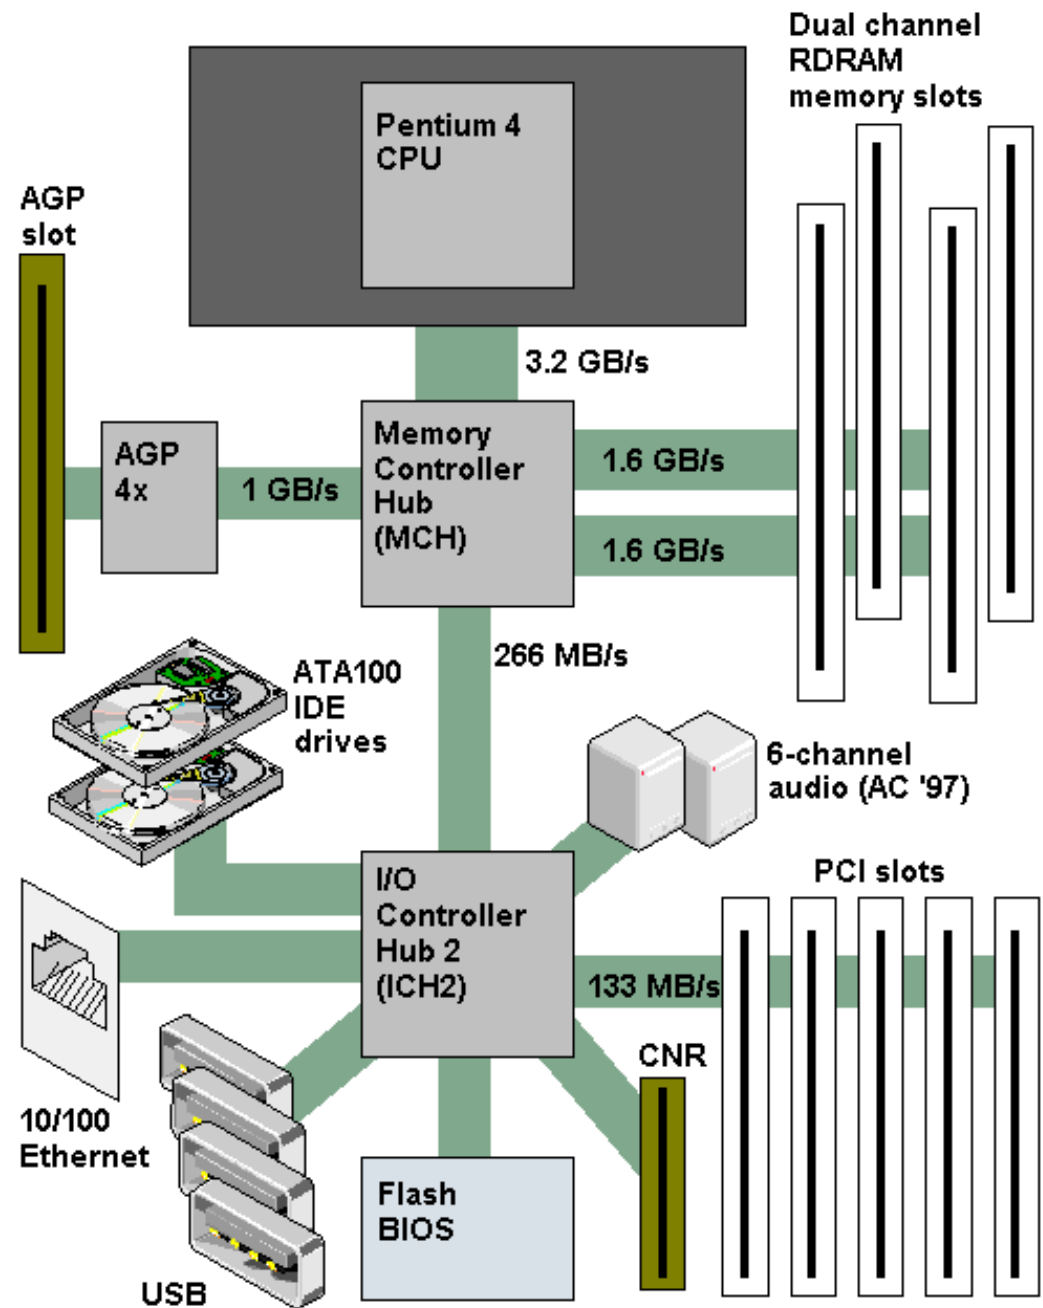 Dual channel
RDRAM
memory slots
Pentium 4
CPU
AGP
slot
3.2 GB/s
Memory
Controller
Hub
(MCH)
AGP
4x
1 GB/s
1.6 GB/s
1.6 GB/s
266 MB/s
ATA100
IDE
drives
6-channel
audio (AC '97)
I/O
Controller
Hub 2
(ICH2)
PCI slots
133 MB/s
CNR
10/100
Ethernet
Flash
BIOS
USB